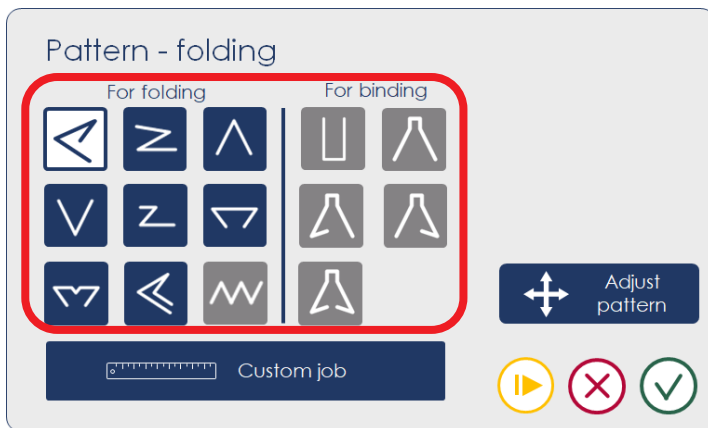 Pattern - folding
For folding
For binding
Adjust
pattern
Custom job